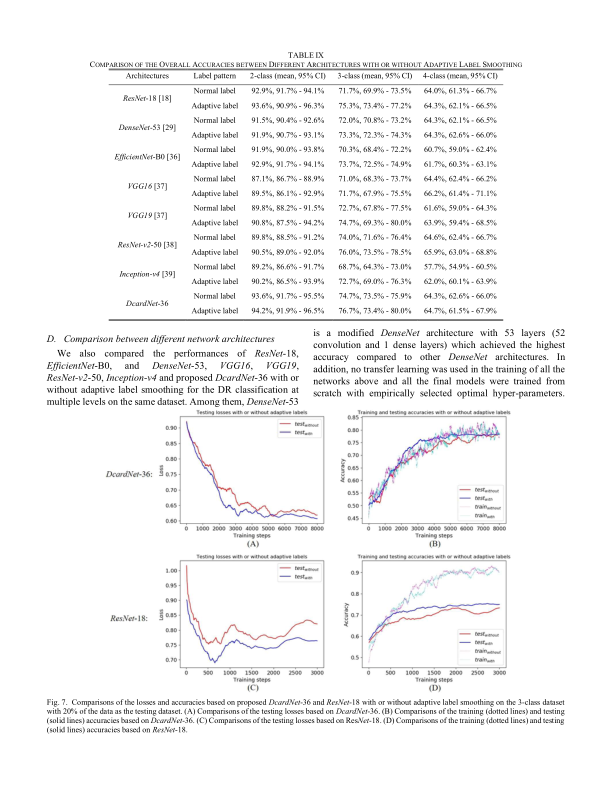 TABLE IX
COMPARISON OF THE OVERALL ACCURACIES BETWEEN DIFFERENT ARCHITECTURES WITH OR WITHOUT ADAPTIVE LABEL SMOOTHING
Architectures Label pattern 2-class (mean, 95% CI) 3-class (mean, 95% CI) 4-class (mean, 95% CI)
ResNet-18 [18] Normal label 92.9%, 91.7% - 94.1% 71.7%, 69.9% - 73.5% 64.0%, 61.3% - 66.7%
Adaptive label 93.6%, 90.9% - 96.3% 75.3%, 73.4% - 77.2% 64.3%, 62.1% - 66.5%
DenseNet-53 [29] Normal label 91.5%, 90.4% - 92.6% 72.0%, 70.8% - 73.2% 64.3%, 62.1% - 66.5%
Adaptive label 91.9%, 90.7% - 93.1% 73.3%, 72.3% - 74.3% 64.3%, 62.6% - 66.0%
EfficientNet-B0 [36] Normal label 91.9%, 90.0% - 93.8% 70.3%, 68.4% - 72.2% 60.7%, 59.0% - 62.4%
Adaptive label 92.9%, 91.7% - 94.1% 73.7%, 72.5% - 74.9% 61.7%, 60.3% - 63.1%
VGG16 [37] Normal label 87.1%, 86.7% - 88.9% 71.0%, 68.3% - 73.7% 64.4%, 62.4% - 66.2%
Adaptive label 89.5%, 86.1% - 92.9% 71.7%, 67.9% - 75.5% 66.2%, 61.4% - 71.1%
VGG19 [37] Normal label 89.8%, 88.2% - 91.5% 72.7%, 67.8% - 77.5% 61.6%, 59.0% - 64.3%
Adaptive label 90.8%, 87.5% - 94.2% 74.7%, 69.3% - 80.0% 63.9%, 59.4% - 68.5%
ResNet-v2-50 [38] Normal label 89.8%, 88.5% - 91.2% 74.0%, 71.6% - 76.4% 64.6%, 62.4% - 66.7%
Adaptive label 90.5%, 89.0% - 92.0% 76.0%, 73.5% - 78.5% 65.9%, 63.0% - 68.8%
Inception-v4 [39] Normal label 89.2%, 86.6% - 91.7% 68.7%, 64.3% - 73.0% 57.7%, 54.9% - 60.5%
Adaptive label 90.2%, 86.5% - 93.9% 72.7%, 69.0% - 76.3% 62.0%, 60.1% - 63.9%
DcardNet-36 Normal label 93.6%, 91.7% - 95.5% 74.7%, 73.5% - 75.9% 64.3%, 62.6% - 66.0%
Adaptive label 94.2%, 91.9% - 96.5% 76.7%, 73.4% - 80.0% 64.7%, 61.5% - 67.9%
D. Comparison between different network architectures
We also compared the performances of ResNet-18,
EfficientNet-B0, and DenseNet-53, VGG16, VGG19,
ResNet-v2-50, Inception-v4 and proposed DcardNet-36 with or
without adaptive label smoothing for the DR classification at
multiple levels on the same dataset. Among them, DenseNet-53
is a modified DenseNet architecture with 53 layers (52
convolution and 1 dense layers) which achieved the highest
accuracy compared to other DenseNet architectures. In
addition, no transfer learning was used in the training of all the
networks above and all the final models were trained from
scratch with empirically selected optimal hyper-parameters.
DcardNet-36:
Testing losses with or without adaptive labels
Loss
0.90
0.85
0.80
0.75
0.70
0.65
0.60
test without
test with
0 1000 2000 3000 4000 5000 6000 7000 8000
Training steps
(A)
Training and testing accuracies with or without adaptive labels
Accuracy
0.85
0.80
0.75
0.70
0.65
0.60
0.55
0.50
0.45
test without
test with
train without
train with
0 1000 2000 3000 4000 5000 6000 7000 8000
Training steps
(B)
ResNet-18:
Testing losses with or without adaptive labels
Loss
1.00
0.95
0.90
0.85
0.80
0.75
0.70
test without
test with
0 500 1000 1500 2000 2500 3000
Training steps
(C)
Training and testing accuracies with or without adaptive labels
Accuracy
0.9
0.8
0.7
0.6
0.5
test without
test with
train without
train with
0 500 1000 1500 2000 2500 3000
Training steps
(D)
Fig. 7. Comparisons of the losses and accuracies based on proposed DcardNet-36 and ResNet-18 with or without adaptive label smoothing on the 3-class dataset
with 20% of the data as the testing dataset. (A) Comparisons of the testing losses based on DcardNet-36. (B) Comparisons of the training (dotted lines) and testing
(solid lines) accuracies based on DcardNet-36. (C) Comparisons of the testing losses based on ResNet-18. (D) Comparisons of the training (dotted lines) and testing
(solid lines) accuracies based on ResNet-18.